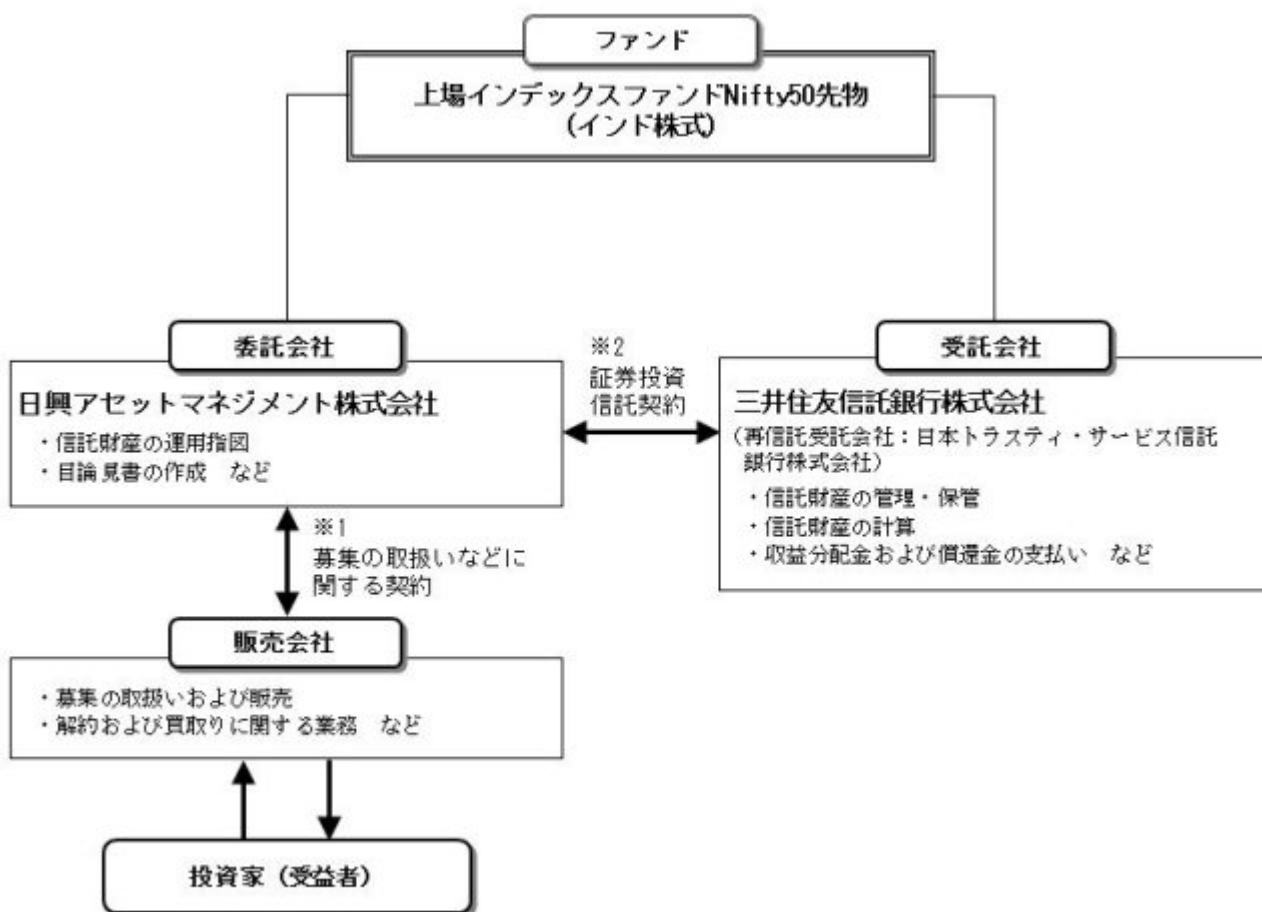 ファンド
上場インデックスファンドNifty50先物
(インド株式)
委託会社
日興アセットマネジメント株式会社
・信託財産の運用指図
・目論見書の作成　など
※2
証券投資
信託契約
受託会社
三井住友信託銀行株式会社
(再信託受託会社：日本トラスティ・サービス信託
銀行株式会社)
・信託財産の管理・保管
・信託財産の計算
・収益分配金および償還金の支払い　など
※1
募集の取扱いなどに
関する契約
販売会社
・募集の取扱いおよび販売
・解約および買取りに関する業務　など
投資家（受益者）